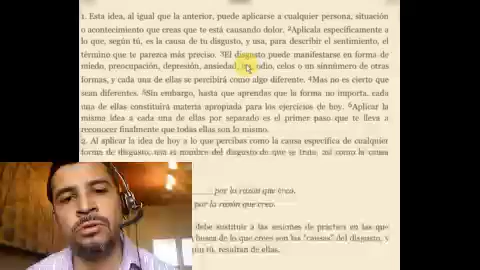 1. Esta idea, al igual que la anterior, puede aplicarse a cualquier persona, situación
o acontecimiento que creas que te está causando dolor. ²Aplícala específicamente a
lo que, según tú, es la causa de tu disgusto, y usa, para describir el sentimiento, el
término que te parezca más preciso. ³El disgusto puede manifestarse en forma de
miedo, preocupación, depresión, ansiedad, odio, celos o un sinnúmero de otras
formas, y cada una de ellas se percibirá como algo diferente. ⁴Mas no es cierto que
sean diferentes. ⁵Sin embargo, hasta que aprendas que la forma no importa, cada
una de ellas constituirá materia apropiada para los ejercicios de hoy. ⁶Aplicar la
misma idea a cada una de ellas por separado es el primer paso que te lleva a
reconocer finalmente que todas ellas son lo mismo.
2. Al aplicar la idea de hoy a lo que percibas como la causa específica de cualquier
forma de disgusto, usa el nombre del disgusto de que se trata, así como la causa
por la razón que creo.
por la razón que creo.
debe sustituir a las sesiones de práctica en las que
busca de lo que crees son las "causas" del disgusto, y
tú, resultan de ellas.